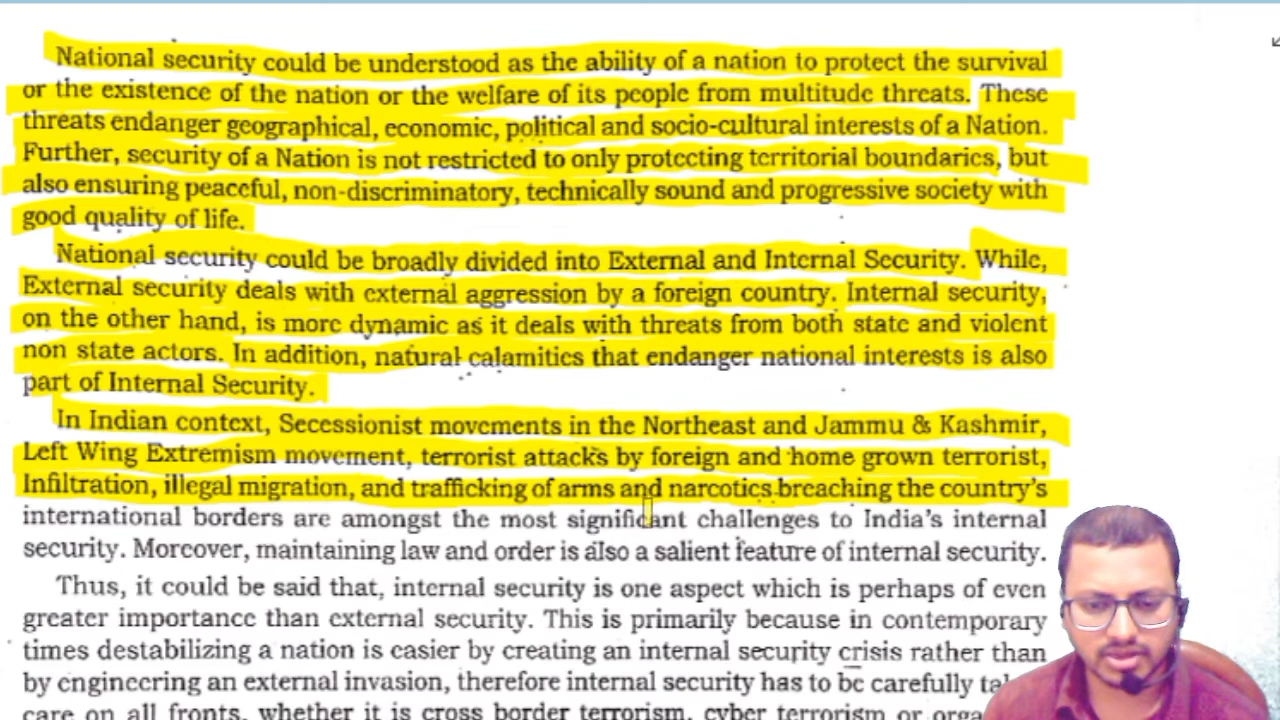 National security could be understood as the ability of a nation to protect the survival
or the existence of the nation or the welfare of its people from multitude threats. These
threats endanger geographical, economic, political and socio-cultural interests of a Nation.
Further, security of a Nation is not restricted to only protecting territorial boundaries, but
also ensuring peaceful, non-discriminatory, technically sound and progressive society with
good quality of life.
National security could be broadly divided into External and Internal Security. While,
External security deals with external aggression by a foreign country. Internal security,
on the other hand, is more dynamic as it deals with threats from both state and violent
non state actors. In addition, natural calamities that endanger national interests is also
part of Internal Security.
In Indian context, Secessionist movements in the Northeast and Jammu & Kashmir,
Left Wing Extremism movement, terrorist attacks by foreign and home grown terrorist,
Infiltration, illegal migration, and trafficking of arms and narcotics breaching the country's
international borders are amongst the most significant challenges to India's internal
security. Moreover, maintaining law and order is also a salient feature of internal security.
Thus, it could be said that, internal security is one aspect which is perhaps of even
greater importance than external security. This is primarily because in contemporary
times destabilizing a nation is easier by creating an internal security crisis rather than
by engineering an external invasion, therefore internal security has to be carefully
care on all fronts, whether it is cross border terrorism, cyber terrorism or